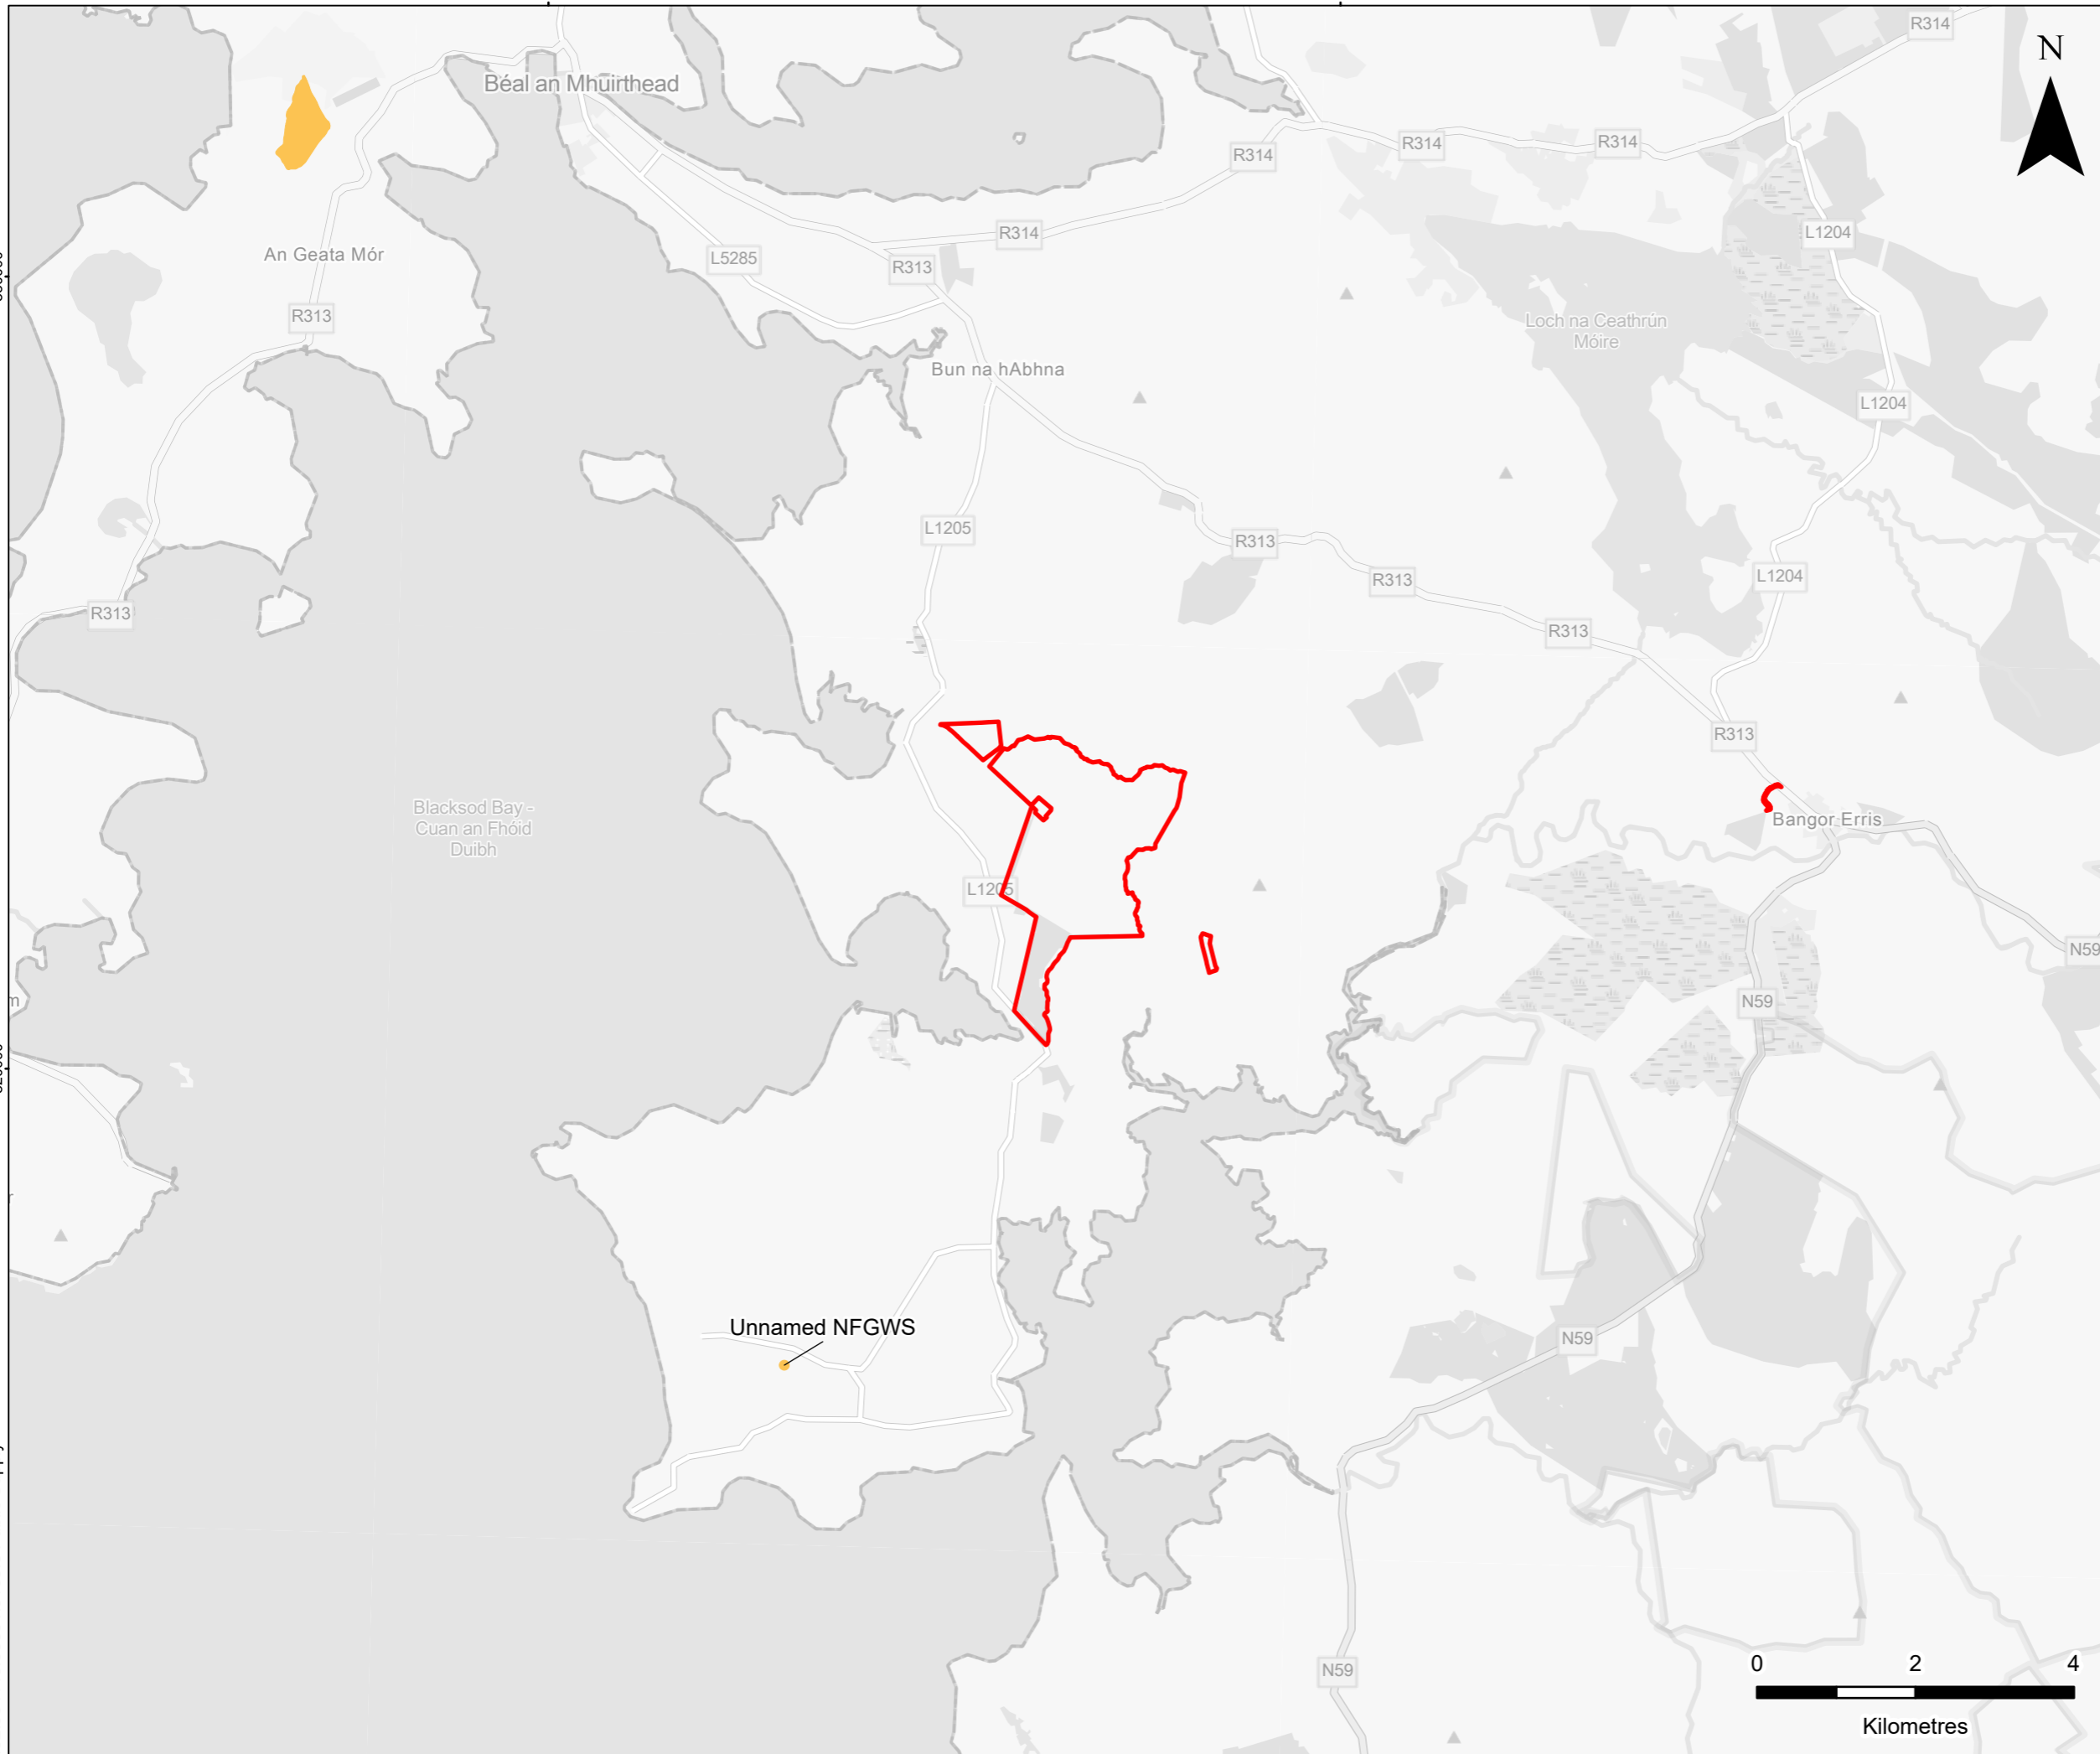 R314
N
Béal an Mhuirthead
R314
R314
R314
R314
L1204
An Geata Mór
L5285
R313
R313
Loch na Ceathrún
Móire
Bun na hAbhna
L1204
L1205
R313
R313
L1204
R313
R313
R313
Blacksod Bay -
Cuan an Fhóid
Duibh
Bangor Erris
L1205
N59
m
N59
Unnamed NFGWS
N59
N59
0 2 4
Kilometres